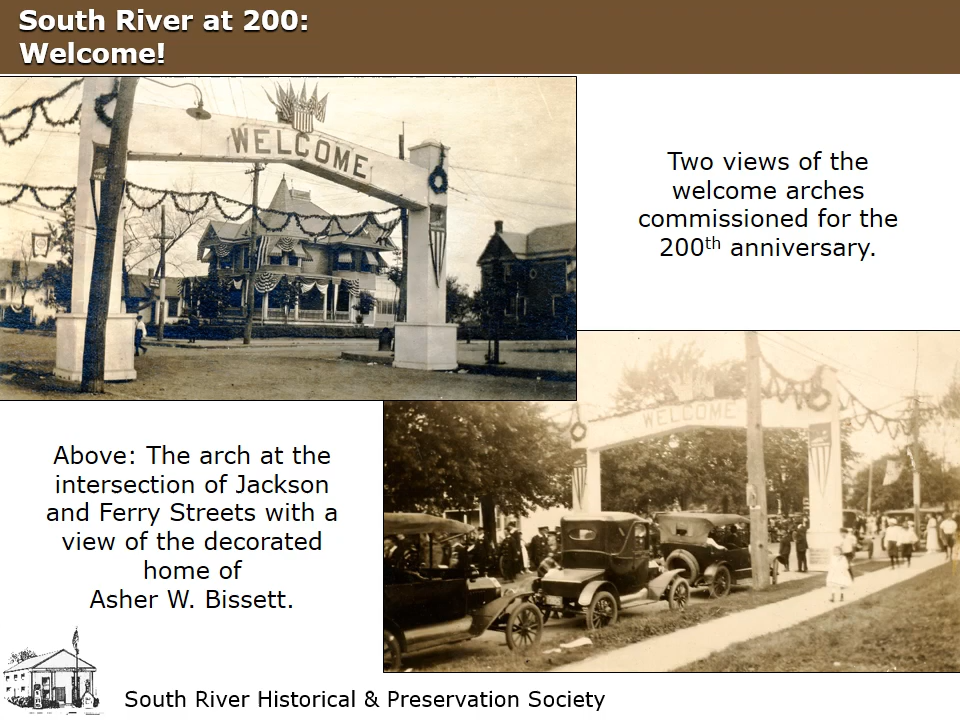 South River at 200:
Welcome!
WELCOME
Two views of the
welcome arches
commissioned for the
200th anniversary.
WELCOME
Above: The arch at the
intersection of Jackson
and Ferry Streets with a
view of the decorated
home of
Asher W. Bissett.
South River Historical & Preservation Society